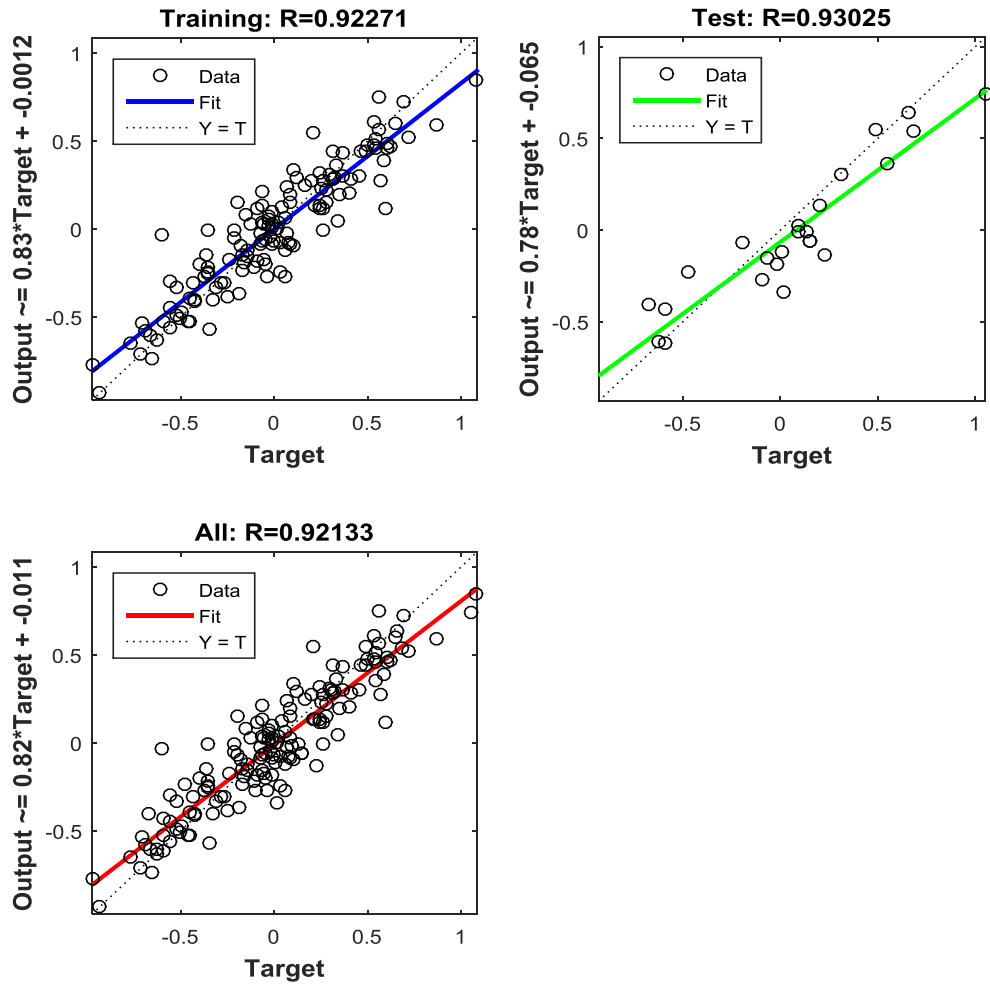 Training: R=0.92271
Output ~= 0.83*Target + -0.0012
1
0.5
0
-0.5
Data
Fit
Y = T
-0.5
0
0.5
1
Target
Test: R=0.93025
Output ~= 0.78*Target + -0.065
1
0.5
0
-0.5
Data
Fit
Y = T
-0.5
0
0.5
1
Target
All: R=0.92133
Output ~= 0.82*Target + -0.011
1
0.5
0
-0.5
Data
Fit
Y = T
-0.5
0
0.5
1
Target